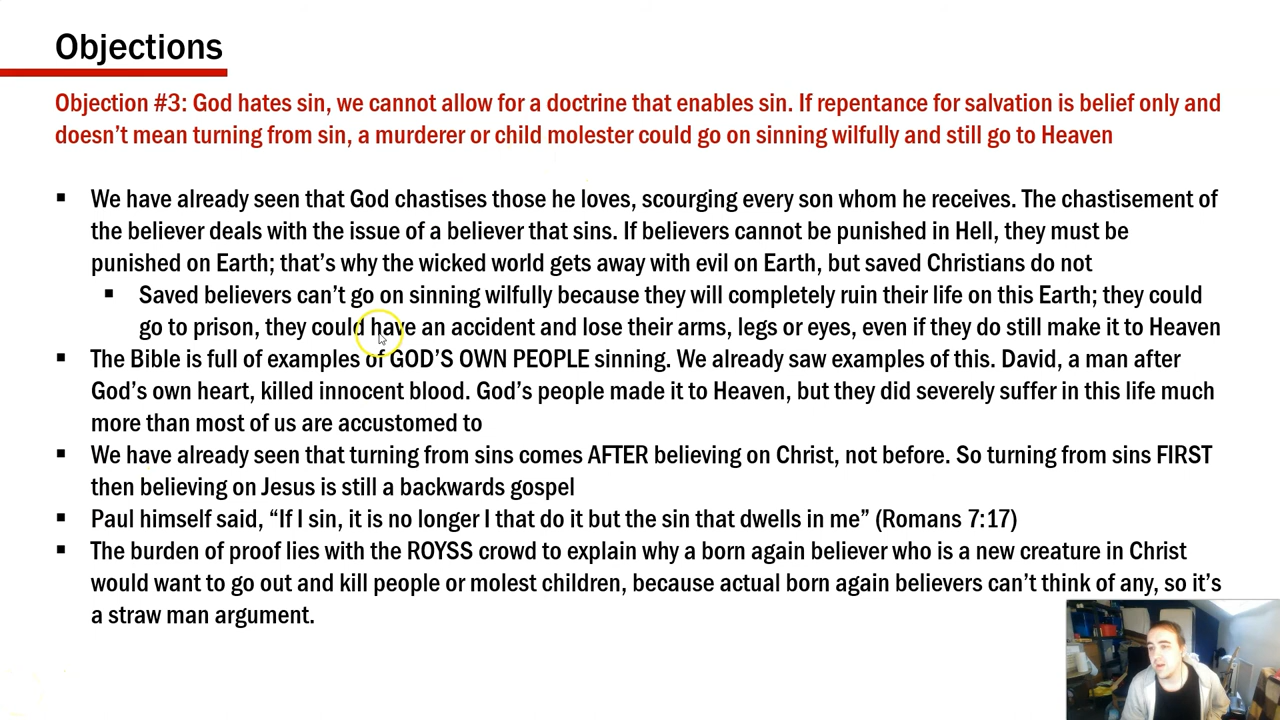 Objections
Objection #3: God hates sin, we cannot allow for a doctrine that enables sin. If repentance for salvation is belief only and
doesn't mean turning from sin, a murderer or child molester could go on sinning wilfully and still go to Heaven
▪ We have already seen that God chastises those he loves, scourging every son whom he receives. The chastisement of
the believer deals with the issue of a believer that sins. If believers cannot be punished in Hell, they must be
punished on Earth; that's why the wicked world gets away with evil on Earth, but saved Christians do not
▪ Saved believers can't go on sinning wilfully because they will completely ruin their life on this Earth; they could
go to prison, they could have an accident and lose their arms, legs or eyes, even if they do still make it to Heaven
▪ The Bible is full of examples of GOD'S OWN PEOPLE sinning. We already saw examples of this. David, a man after
God's own heart, killed innocent blood. God's people made it to Heaven, but they did severely suffer in this life much
more than most of us are accustomed to
▪ We have already seen that turning from sins comes AFTER believing on Christ, not before. So turning from sins FIRST
then believing on Jesus is still a backwards gospel
▪ Paul himself said, “If I sin, it is no longer I that do it but the sin that dwells in me” (Romans 7:17)
▪ The burden of proof lies with the ROYSS crowd to explain why a born again believer who is a new creature in Christ
would want to go out and kill people or molest children, because actual born again believers can't think of any, so it's
a straw man argument.